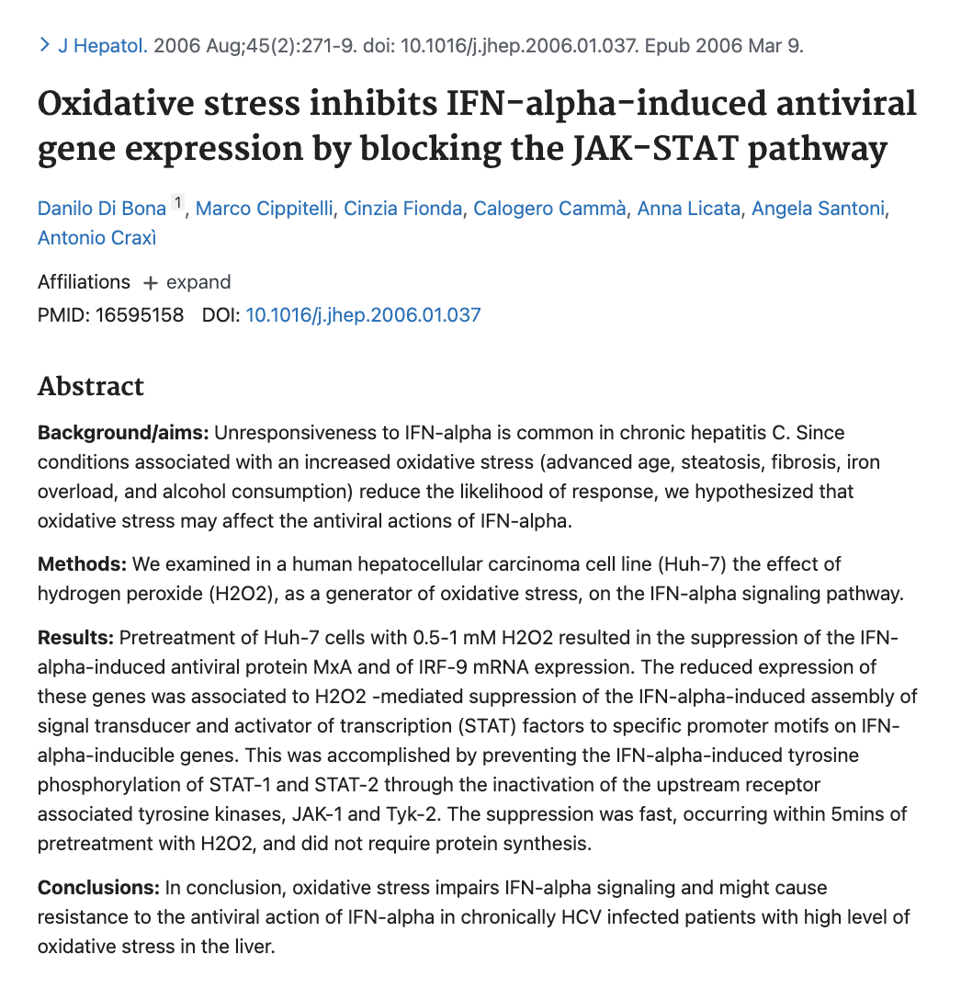 > J Hepatol. 2006 Aug;45(2):271-9. doi: 10.1016/j.jhep.2006.01.037. Epub 2006 Mar 9.
Oxidative stress inhibits IFN-alpha-induced antiviral
gene expression by blocking the JAK-STAT pathway
Danilo Di Bona 1, Marco Cippitelli, Cinzia Fionda, Calogero Cammà, Anna Licata, Angela Santoni,
Antonio Craxì
Affiliations + expand
PMID: 16595158 DOI: 10.1016/j.jhep.2006.01.037
Abstract
Background/aims: Unresponsiveness to IFN-alpha is common in chronic hepatitis C. Since
conditions associated with an increased oxidative stress (advanced age, steatosis, fibrosis, iron
overload, and alcohol consumption) reduce the likelihood of response, we hypothesized that
oxidative stress may affect the antiviral actions of IFN-alpha.
Methods: We examined in a human hepatocellular carcinoma cell line (Huh-7) the effect of
hydrogen peroxide (H2O2), as a generator of oxidative stress, on the IFN-alpha signaling pathway.
Results: Pretreatment of Huh-7 cells with 0.5-1 mM H2O2 resulted in the suppression of the IFN-
alpha-induced antiviral protein MxA and of IRF-9 mRNA expression. The reduced expression of
these genes was associated to H2O2 -mediated suppression of the IFN-alpha-induced assembly of
signal transducer and activator of transcription (STAT) factors to specific promoter motifs on IFN-
alpha-inducible genes. This was accomplished by preventing the IFN-alpha-induced tyrosine
phosphorylation of STAT-1 and STAT-2 through the inactivation of the upstream receptor
associated tyrosine kinases, JAK-1 and Tyk-2. The suppression was fast, occurring within 5mins of
pretreatment with H2O2, and did not require protein synthesis.
Conclusions: In conclusion, oxidative stress impairs IFN-alpha signaling and might cause
resistance to the antiviral action of IFN-alpha in chronically HCV infected patients with high level of
oxidative stress in the liver.